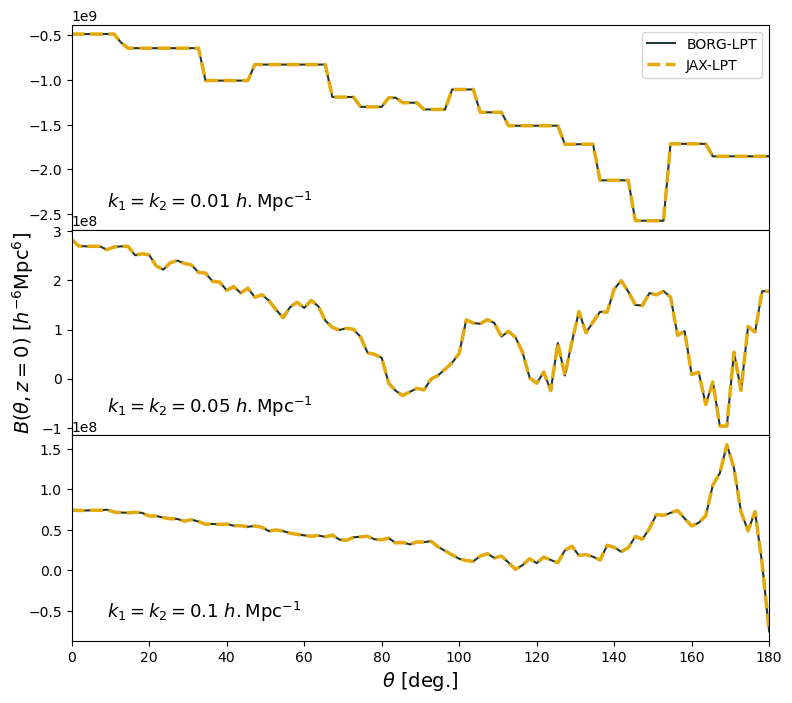 1e9
BORG-LPT
JAX-LPT
−0.5
−1.0
−1.5
−2.0
−2.5
k₁ = k₂ = 0.01 h.Mpc⁻¹
1e8
3
2
1
0
−1
k₁ = k₂ = 0.05 h.Mpc⁻¹
B(θ, z = 0) [h⁻⁶Mpc⁶]
1e8
1.5
1.0
0.5
0.0
−0.5
k₁ = k₂ = 0.1 h.Mpc⁻¹
0 20 40 60 80 100 120 140 160 180
θ [deg.]